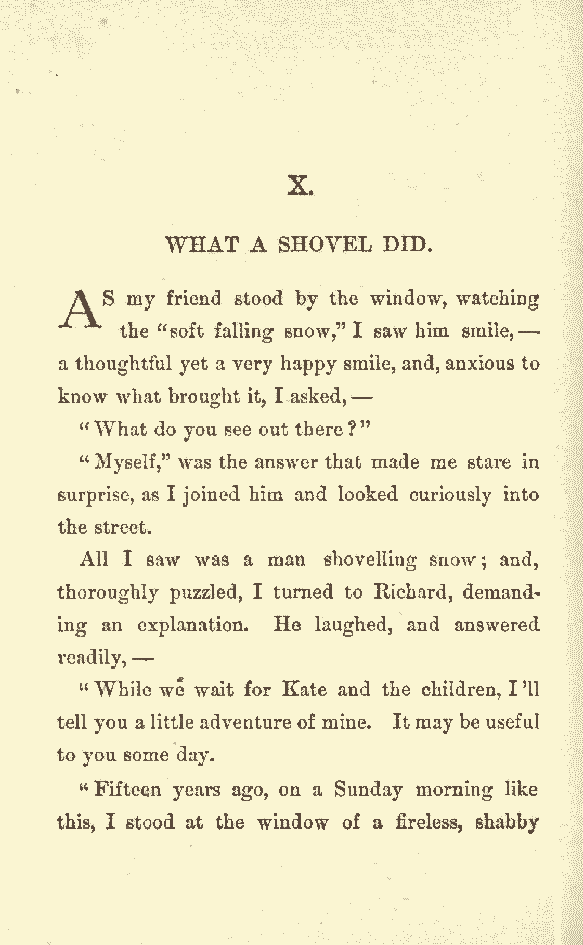 X.
WHAT A SHOVEL DID.
AS my friend stood by the window, watching
the “soft falling snow,” I saw him smile,—
a thoughtful yet a very happy smile, and, anxious to
know what brought it, I asked,—
“What do you see out there?”
“Myself,” was the answer that made me stare in
surprise, as I joined him and looked curiously into
the street.
All I saw was a man shovelling snow; and,
thoroughly puzzled, I turned to Richard, demand-
ing an explanation. He laughed, and answered
readily,—
“While we wait for Kate and the children, I’ll
tell you a little adventure of mine. It may be useful
to you some day.
“Fifteen years ago, on a Sunday morning like
this, I stood at the window of a fireless, shabby